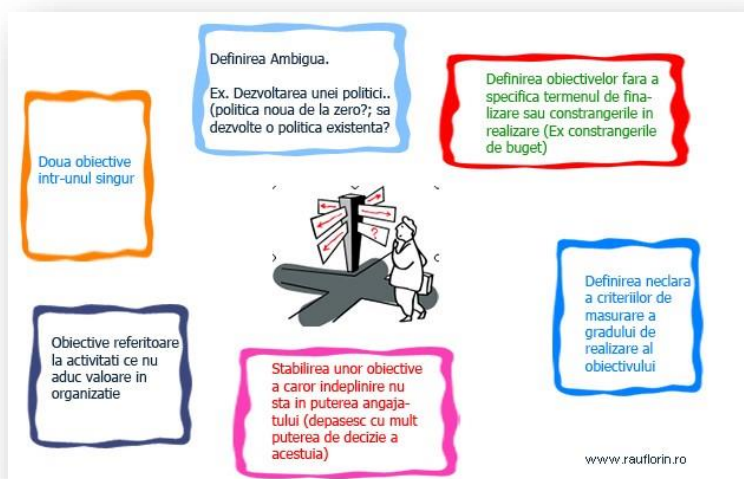 Definirea Ambigua.
Ex. Dezvoltarea unei politici..
(politica noua de la zero?; sa
dezvolte o politica existenta?
Definirea obiectivelor fara a
specifica termenul de fina-
lizare sau constrangerile in
realizare (Ex constrangerile
de buget)
Doua obiective
intr-unul singur
?
Definirea neclara
a criteriilor de
masurare a
gradului de
realizare al
obiectivului
Obiective referitoare
la activitati ce nu
aduc valoare in
organizatie
Stabilirea unor obiective
a caror indeplinire nu
sta in puterea angaja-
tului (depasesc cu mult
puterea de decizie a
acestuia)
www.rauflorin.ro